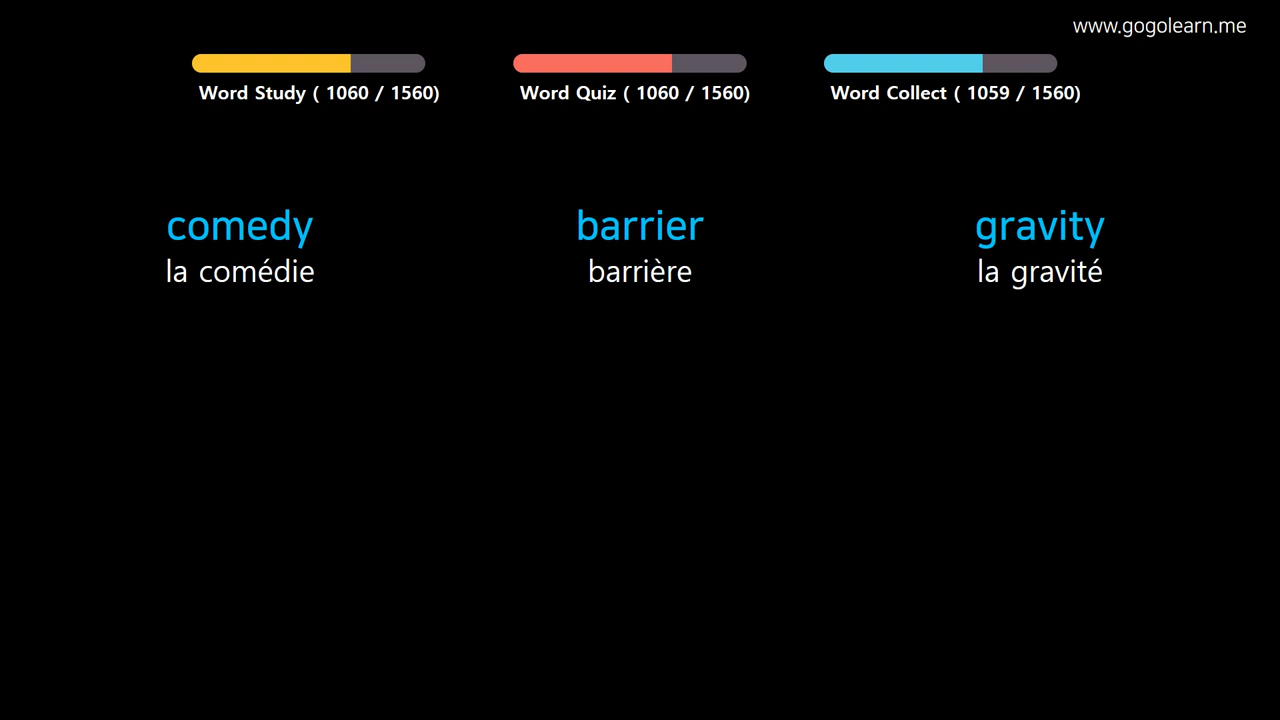 www.gogolearn.me
Word Study ( 1060 / 1560)
Word Quiz ( 1060 / 1560)
Word Collect ( 1059 / 1560)
comedy
la comédie
barrier
barrière
gravity
la gravité